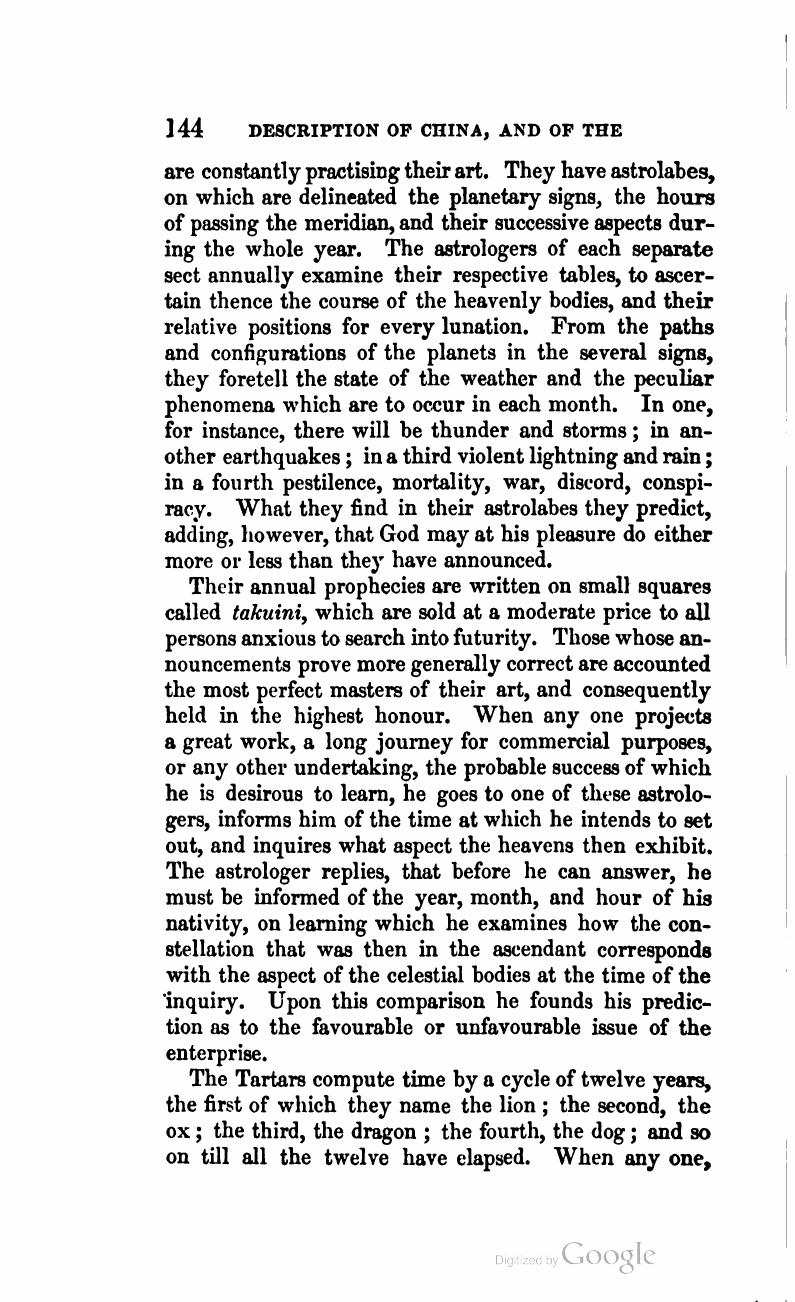 144 DESCRIPTION OF CHINA, AND OF THE
are constantly practising their art. They have astrolabes,
on which are delineated the planetary signs, the hours
of passing the meridian, and their successive aspects dur-
ing the whole year. The astrologers of each separate
sect annually examine their respective tables, to ascer-
tain thence the course of the heavenly bodies, and their
relative positions for every lunation. From the paths
and configurations of the planets in the several signs,
they foretell the state of the weather and the peculiar
phenomena which are to occur in each month. In one,
for instance, there will be thunder and storms; in an-
other earthquakes; in a third violent lightning and rain;
in a fourth pestilence, mortality, war, discord, conspi-
racy. What they find in their astrolabes they predict,
adding, however, that God may at his pleasure do either
more or less than they have announced.
Their annual prophecies are written on small squares
called takuini, which are sold at a moderate price to all
persons anxious to search into futurity. Those whose an-
nouncements prove more generally correct are accounted
the most perfect masters of their art, and consequently
held in the highest honour. When any one projects
a great work, a long journey for commercial purposes,
or any other undertaking, the probable success of which
he is desirous to learn, he goes to one of these astrolo-
gers, informs him of the time at which he intends to set
out, and inquires what aspect the heavens then exhibit.
The astrologer replies, that before he can answer, he
must be informed of the year, month, and hour of his
nativity, on learning which he examines how the con-
stellation that was then in the ascendant corresponds
with the aspect of the celestial bodies at the time of the
inquiry. Upon this comparison he founds his predic-
tion as to the favourable or unfavourable issue of the
enterprise.
The Tartars compute time by a cycle of twelve years,
the first of which they name the lion; the second, the
ox; the third, the dragon; the fourth, the dog; and so
on till all the twelve have elapsed. When any one,
Digitized by Google